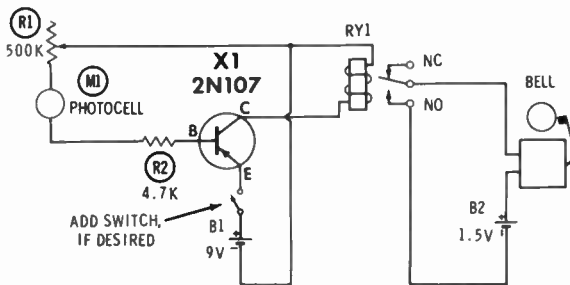 R1
500K
M1
PHOTOCELL
X1
2N107
B
C
E
R2
4.7K
ADD SWITCH,
IF DESIRED
B1
+
9V −
RY1
NC
NO
BELL
B2
+
1.5V